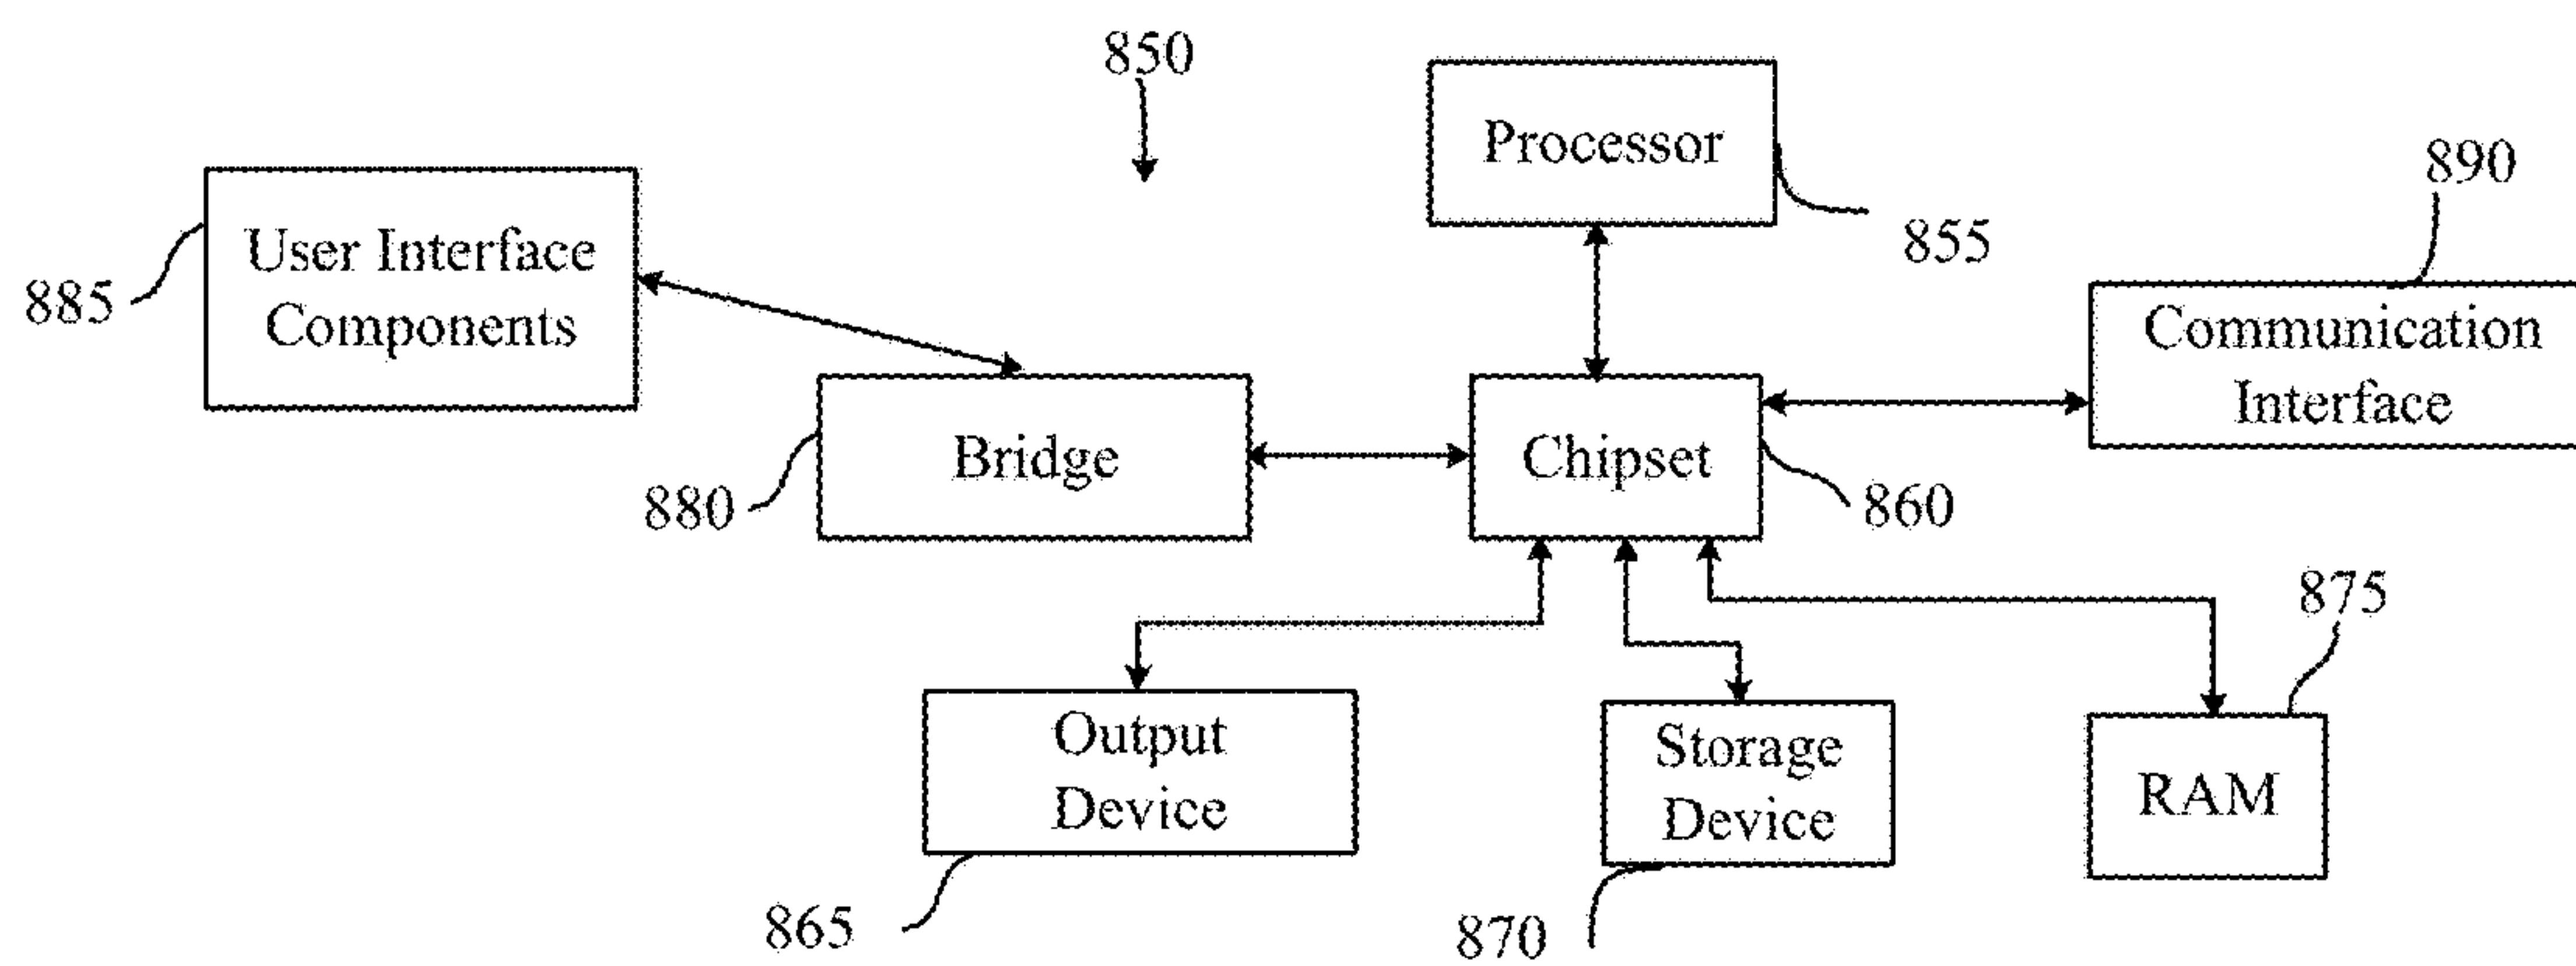 850
Processor
890
User Interface
Components
855
885
Communication
Interface
Bridge
Chipset
880
860
875
Output
Device
Storage
Device
RAM
865
870